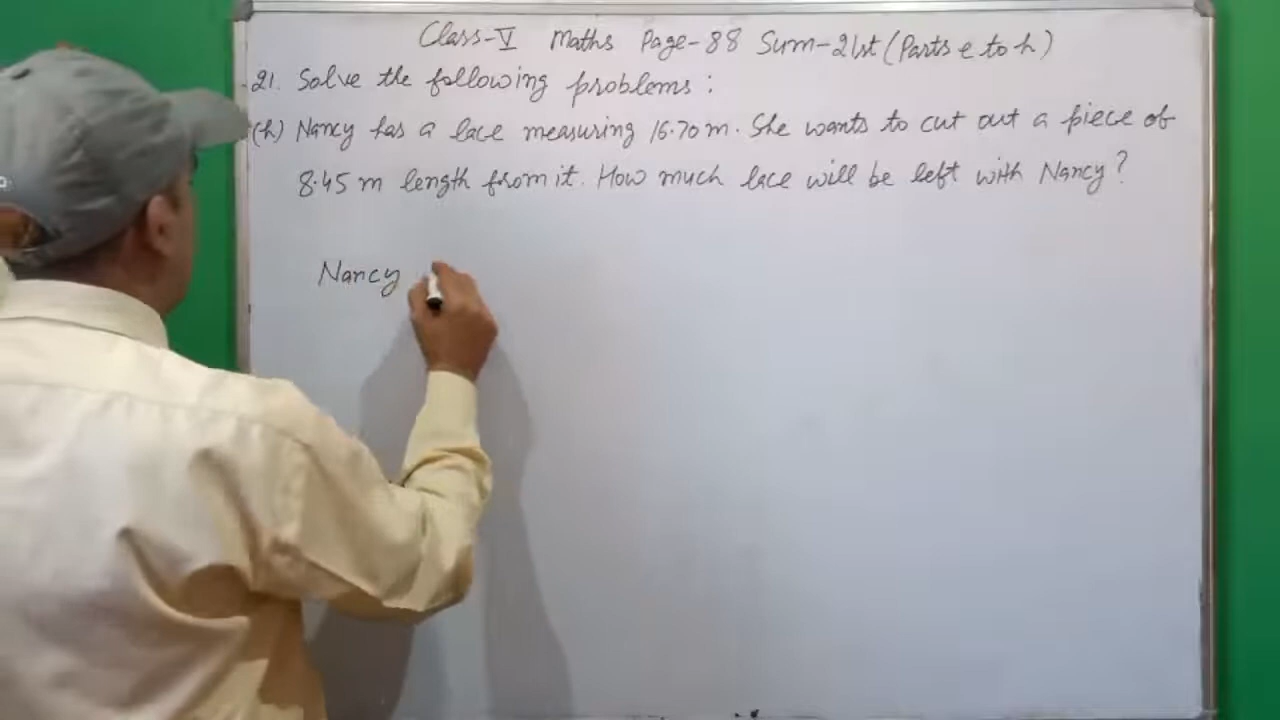 Class-V Maths Page-88 Sum-21st (Parts e to h)
21. Solve the following problems :
(h) Nancy has a lace measuring 16.70 m. She wants to cut out a piece of
8.45 m length from it. How much lace will be left with Nancy?
Nancy